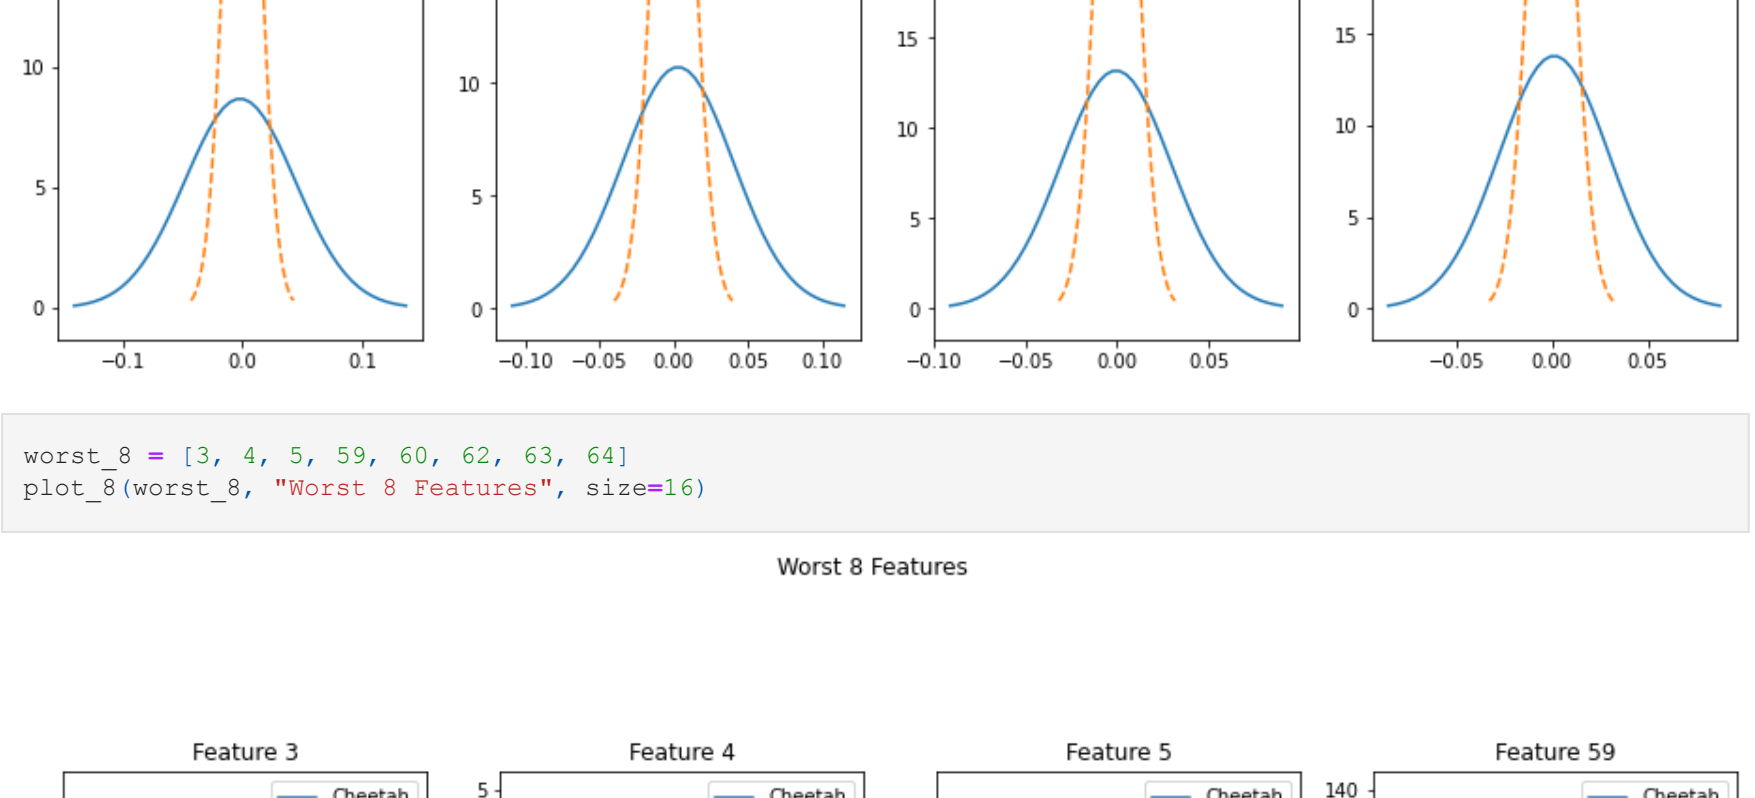 10
5
0
−0.1 0.0 0.1
10
5
0
−0.10 −0.05 0.00 0.05 0.10
15
10
5
0
−0.10 −0.05 0.00 0.05
15
10
5
0
−0.05 0.00 0.05
worst_8 = [3, 4, 5, 59, 60, 62, 63, 64]
plot_8(worst_8, "Worst 8 Features", size=16)
Worst 8 Features
Feature 3
Cheetah
Feature 4
5
Cheetah
Feature 5
Cheetah
Feature 59
140
Cheetah